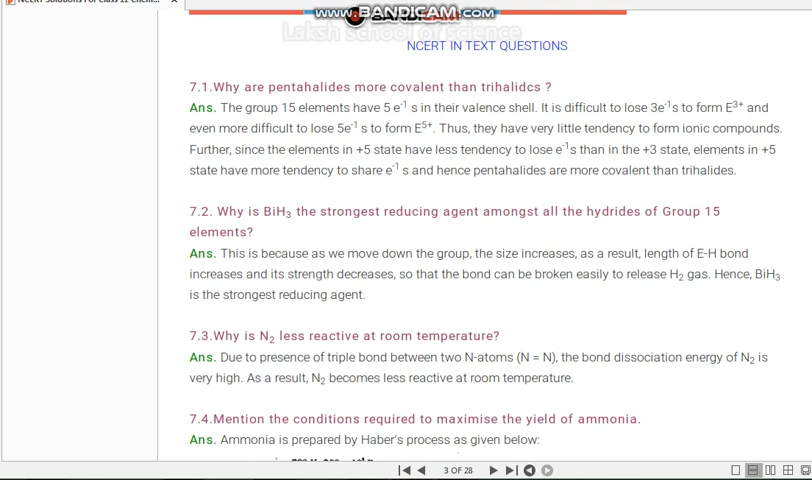 NCERT Solutions For Class 12 Chemi...
www.BANDICAM.com
Laksh school of science
NCERT IN TEXT QUESTIONS
7.1.Why are pentahalides more covalent than trihalidcs ?
Ans. The group 15 elements have 5 e⁻¹ s in their valence shell. It is difficult to lose 3e⁻¹s to form E³⁺ and
even more difficult to lose 5e⁻¹ s to form E⁵⁺. Thus, they have very little tendency to form ionic compounds.
Further, since the elements in +5 state have less tendency to lose e⁻¹s than in the +3 state, elements in +5
state have more tendency to share e⁻¹ s and hence pentahalides are more covalent than trihalides.
7.2. Why is BiH₃ the strongest reducing agent amongst all the hydrides of Group 15
elements?
Ans. This is because as we move down the group, the size increases, as a result, length of E-H bond
increases and its strength decreases, so that the bond can be broken easily to release H₂ gas. Hence, BiH₃
is the strongest reducing agent.
7.3.Why is N₂ less reactive at room temperature?
Ans. Due to presence of triple bond between two N-atoms (N = N), the bond dissociation energy of N₂ is
very high. As a result, N₂ becomes less reactive at room temperature.
7.4.Mention the conditions required to maximise the yield of ammonia.
Ans. Ammonia is prepared by Haber's process as given below:
3 OF 28